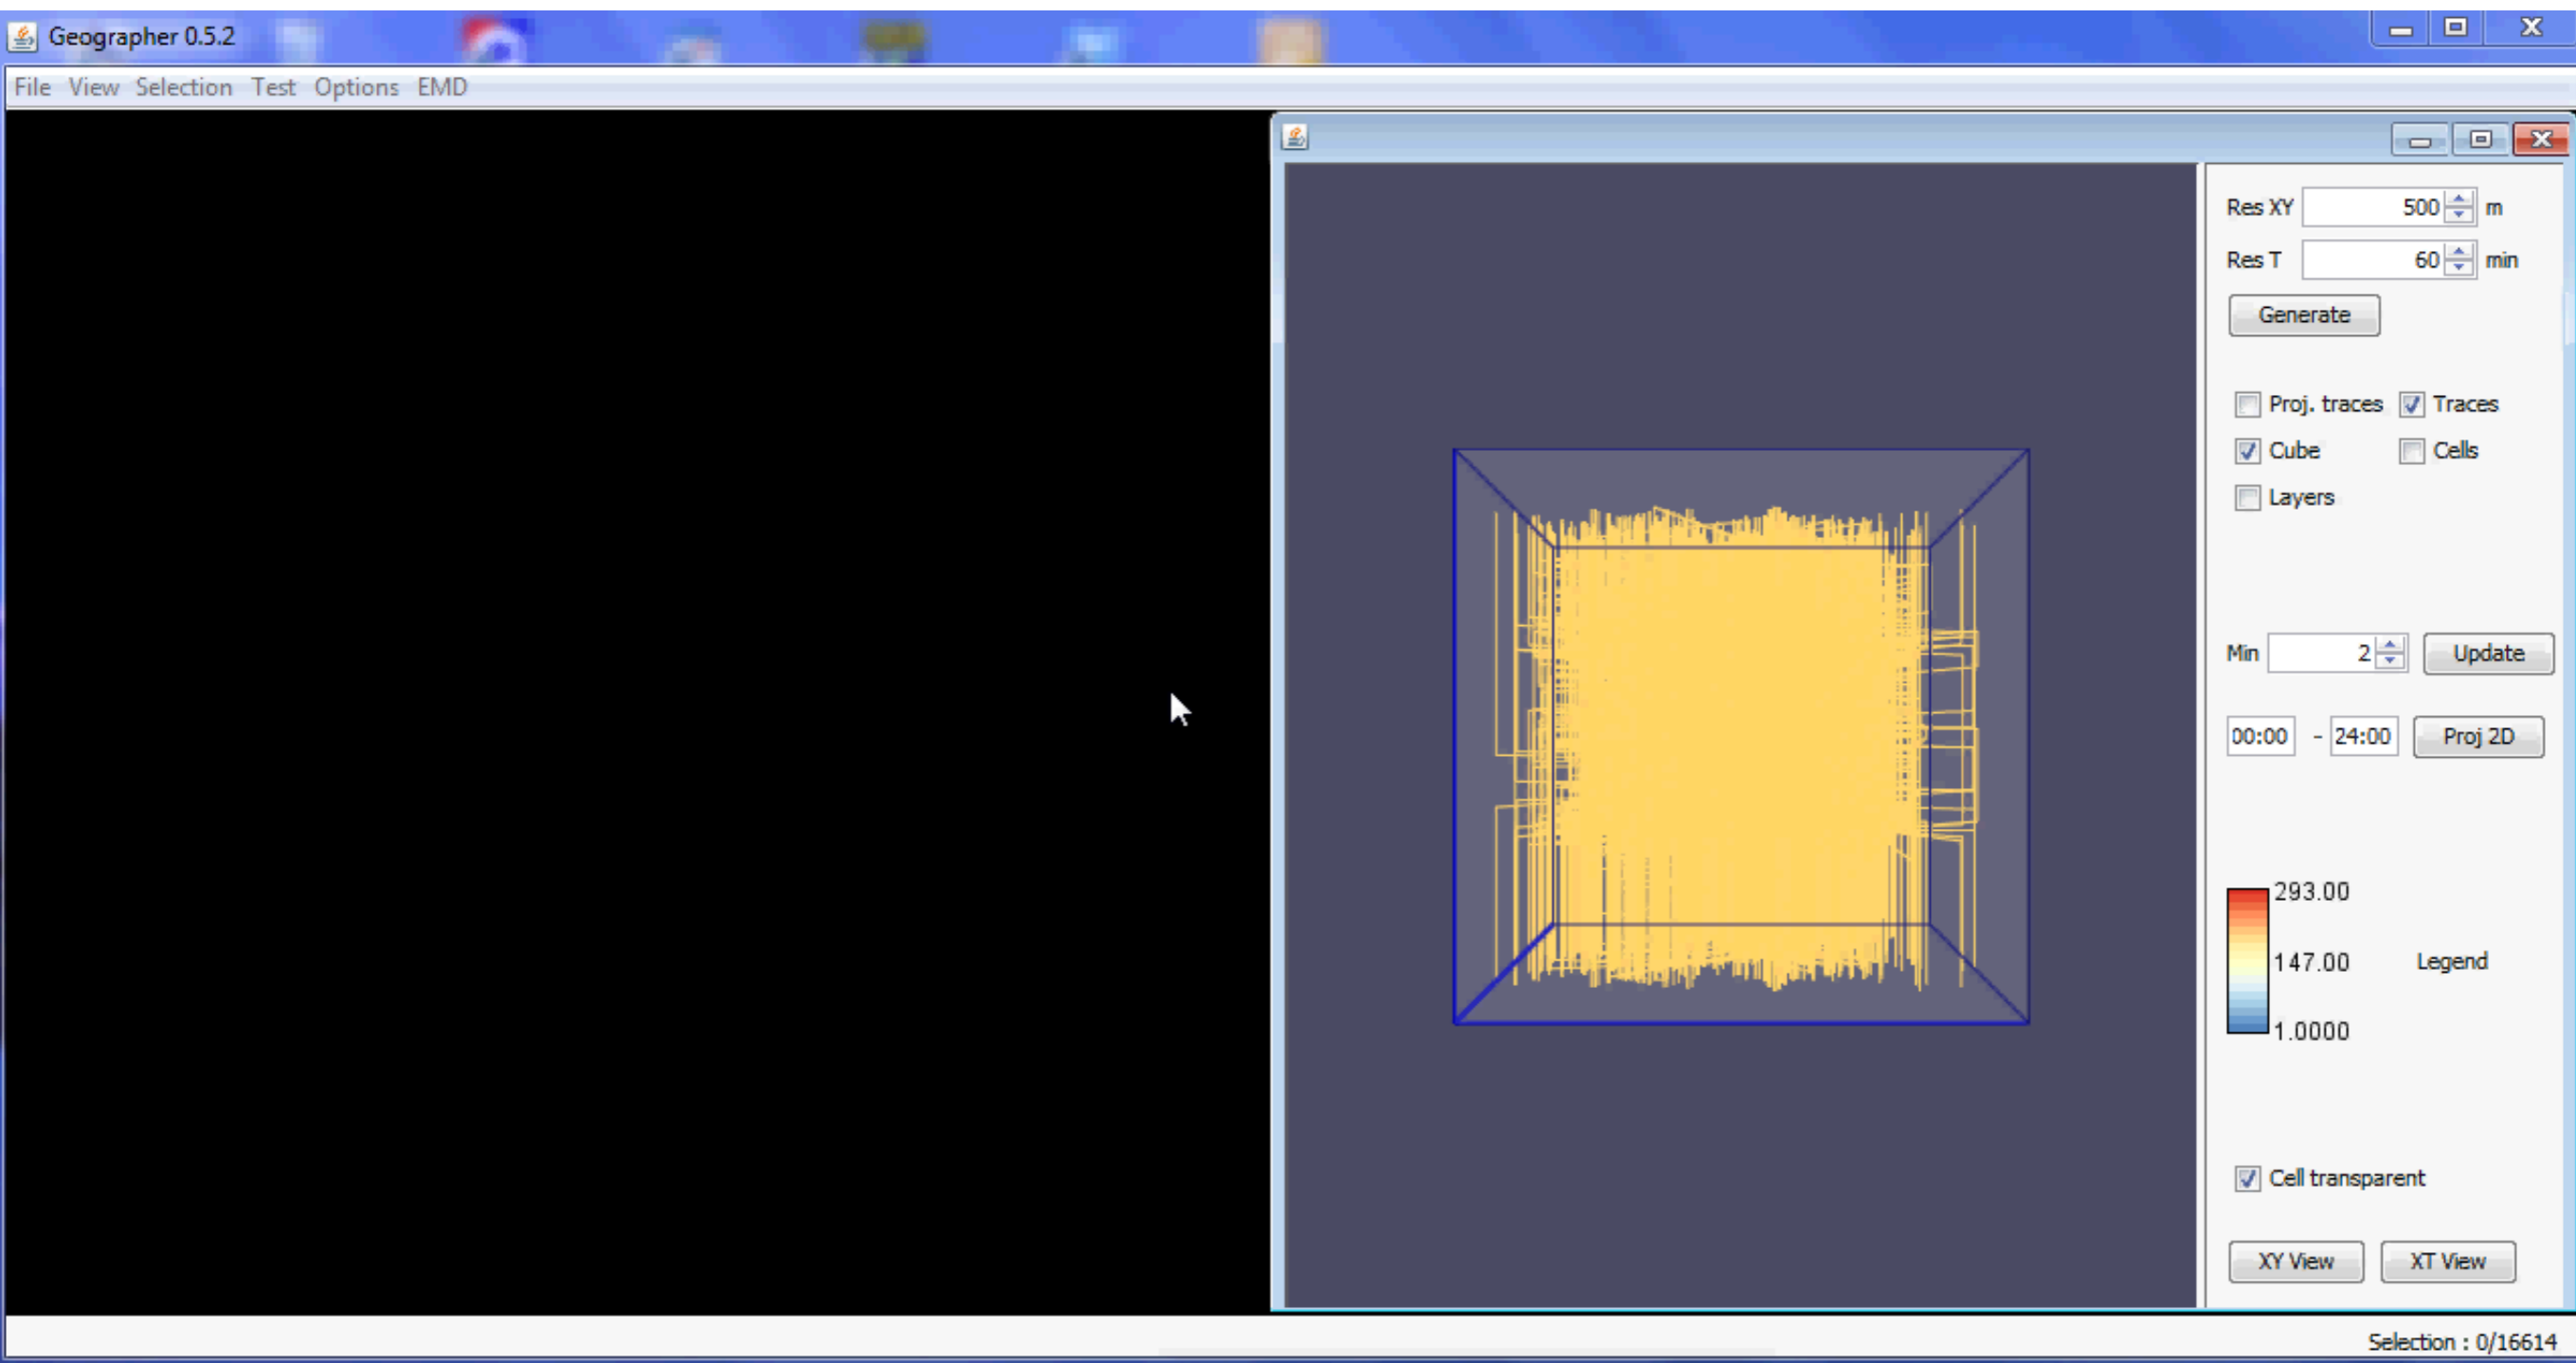 Geographer 0.5.2
File View Selection Test Options EMD
Res XY 500 m
Res T 60 min
Generate
Proj. traces Traces
Cube Cells
Layers
Min 2 Update
00:00 - 24:00 Proj 2D
293.00
147.00 Legend
1.0000
Cell transparent
XY View XT View
Selection : 0/16614